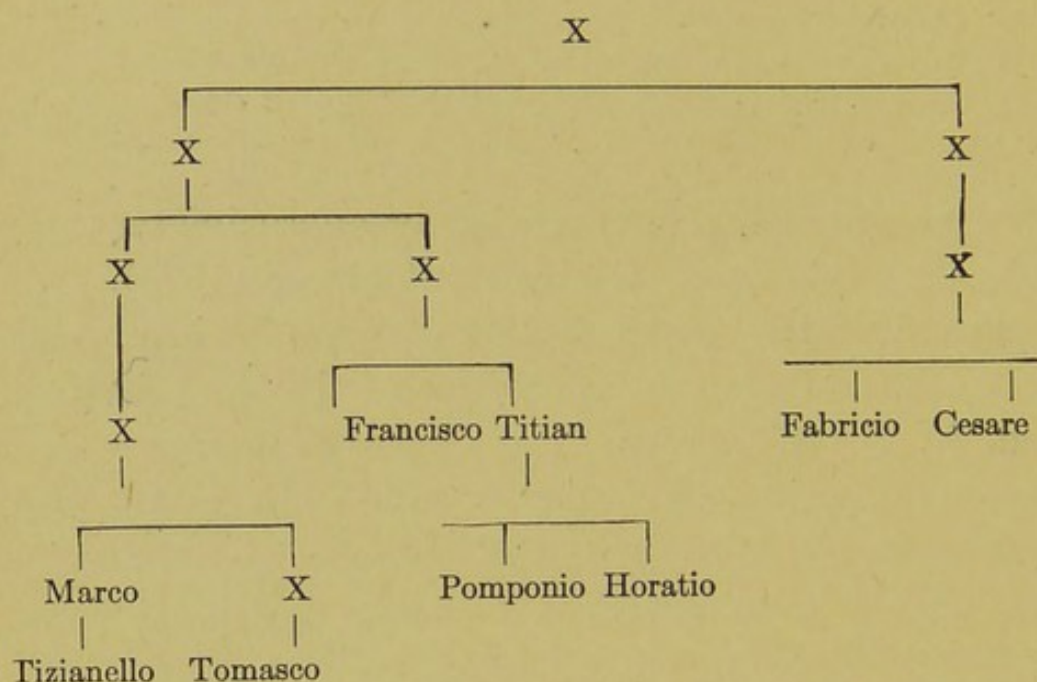 X
X X
X X X
X Francisco Titian Fabricio Cesare
Marco X Pomponio Horatio
Tizianello Tomasco